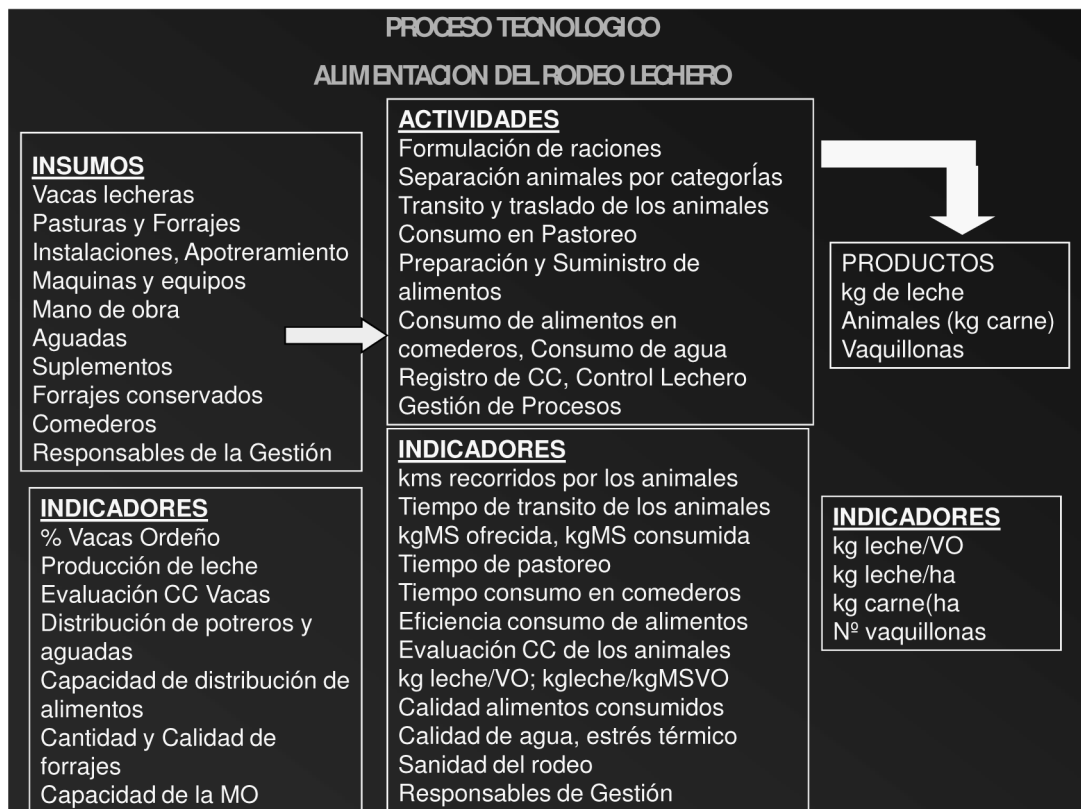 PROCESO TECNOLOGICO
ALIMENTACION DEL RODEO LECHERO
INSUMOS
Vacas lecheras
Pasturas y Forrajes
Instalaciones, Apotreramiento
Maquinas y equipos
Mano de obra
Aguadas
Suplementos
Forrajes conservados
Comederos
Responsables de la Gestión
INDICADORES
% Vacas Ordeño
Producción de leche
Evaluación CC Vacas
Distribución de potreros y
aguadas
Capacidad de distribución de
alimentos
Cantidad y Calidad de
forrajes
Capacidad de la MO
ACTIVIDADES
Formulación de raciones
Separación animales por categorÍas
Transito y traslado de los animales
Consumo en Pastoreo
Preparación y Suministro de
alimentos
Consumo de alimentos en
comederos, Consumo de agua
Registro de CC, Control Lechero
Gestión de Procesos
INDICADORES
kms recorridos por los animales
Tiempo de transito de los animales
kgMS ofrecida, kgMS consumida
Tiempo de pastoreo
Tiempo consumo en comederos
Eficiencia consumo de alimentos
Evaluación CC de los animales
kg leche/VO; kgleche/kgMSVO
Calidad alimentos consumidos
Calidad de agua, estrés térmico
Sanidad del rodeo
Responsables de Gestión
PRODUCTOS
kg de leche
Animales (kg carne)
Vaquillonas
INDICADORES
kg leche/VO
kg leche/ha
kg carne(ha
Nº vaquillonas